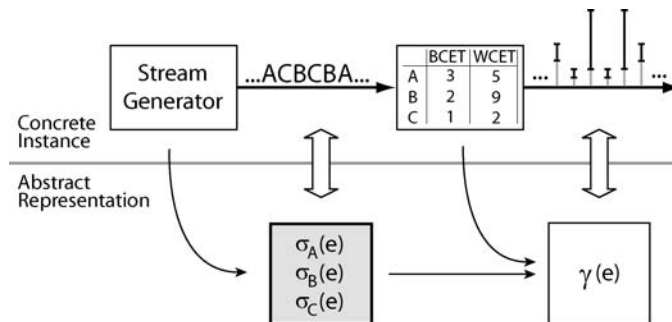 BCET WCET
Stream
Generator
...ACBCBA...
A 3 5
B 2 9
C 1 2
...
...
Concrete
Instance
Abstract
Representation
σA(e)
σB(e)
σC(e)
γ(e)